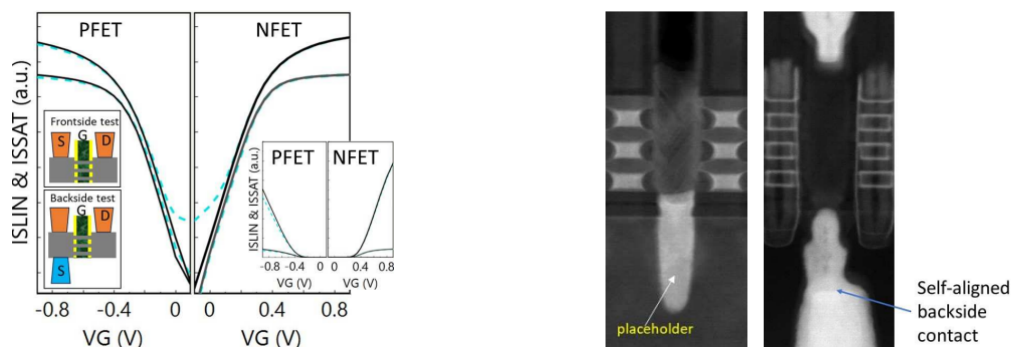 PFET
NFET
ISLIN & ISSAT (a.u.)
Frontside test
G
S
D
Backside test
G
D
S
-0.8
-0.4
0
0
0.4
0.8
VG (V)
VG (V)
PFET
NFET
ISLIN & ISSAT (a.u.)
-0.8
-0.4
0.0
0.4
0.8
VG (V)
VG (V)
placeholder
Self-aligned
backside
contact